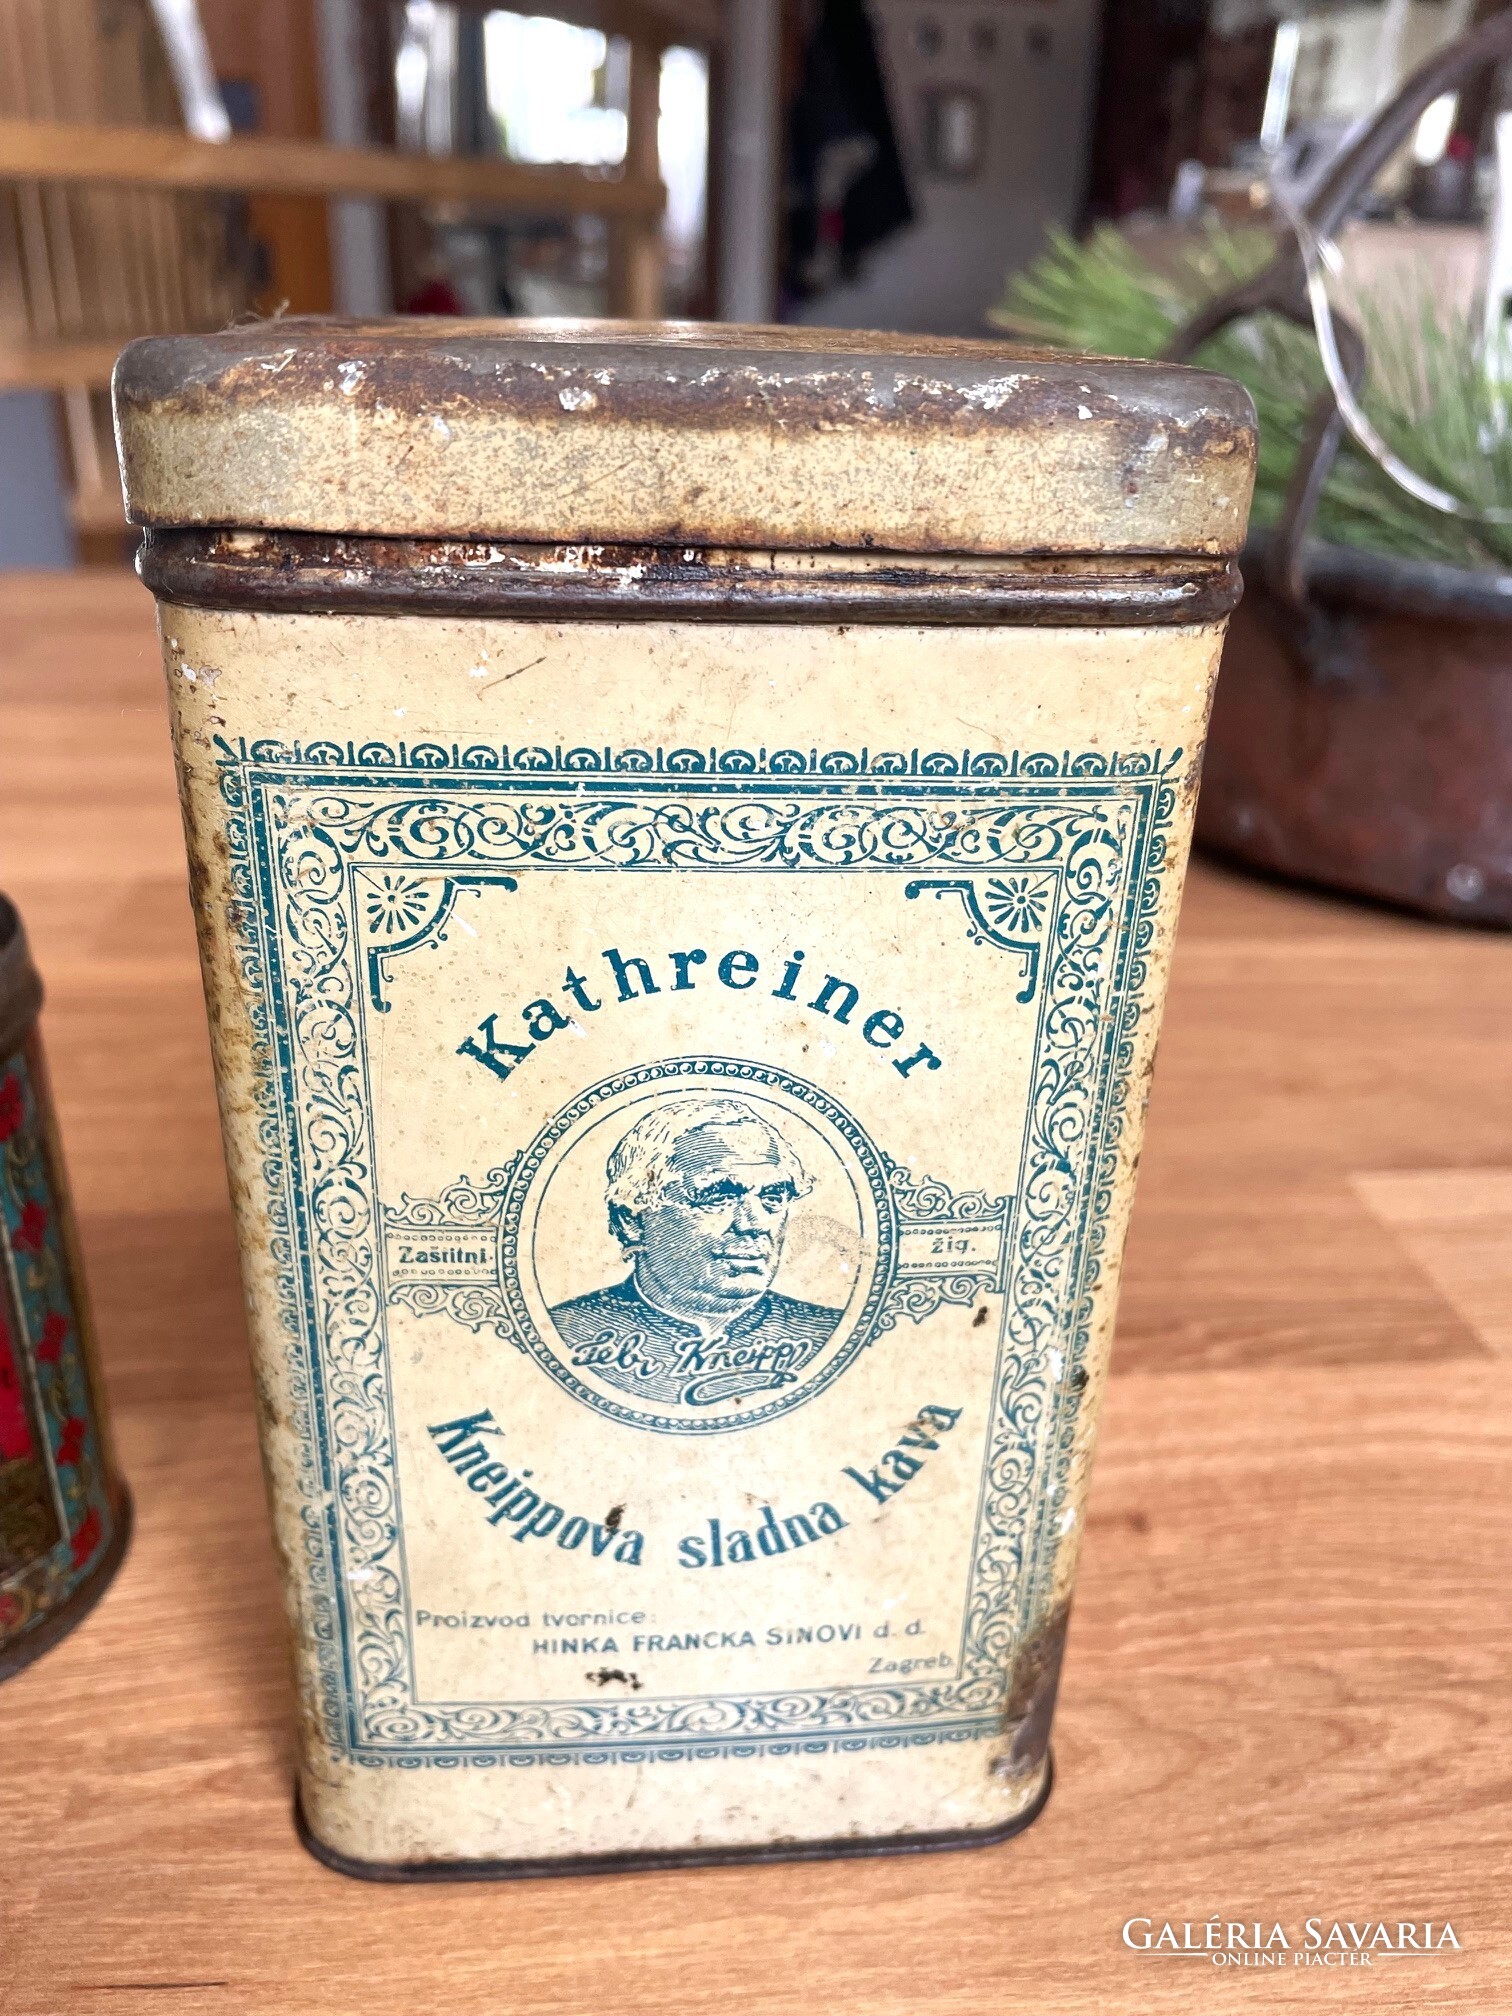 Kathreiner
Zaštitni žig.
Seb. Kneipp
Kneippova sladna kava
Proizvod tvornice:
HINKA FRANCKA SINOVI d. d.
Zagreb.
GALÉRIA SAVARIA
ONLINE PIACTÉR